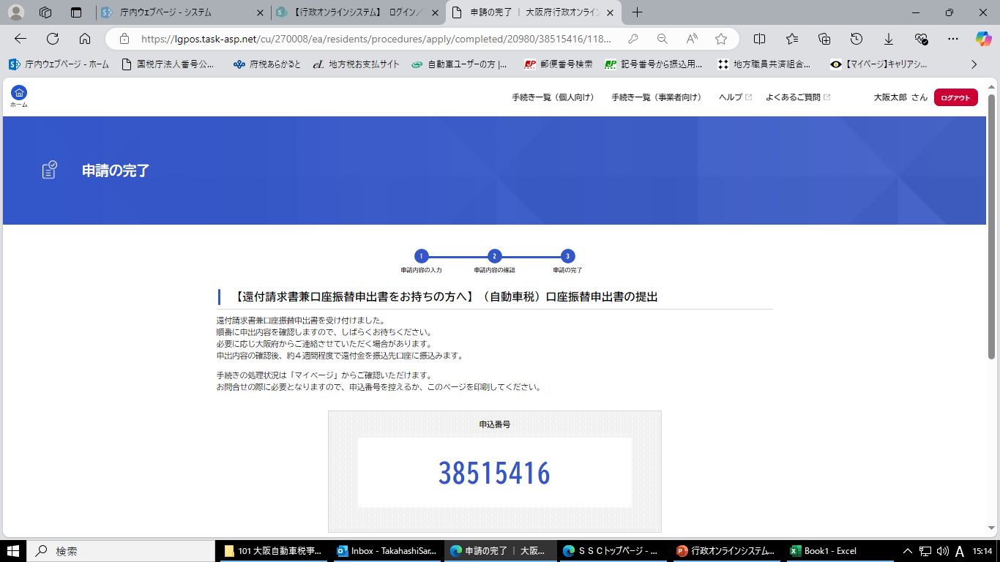 庁内ウェブページ - システム
【行政オンラインシステム】 ログイン／
申請の完了 ｜ 大阪府行政オンライン
https://lgpos.task-asp.net/cu/270008/ea/residents/procedures/apply/completed/20980/38515416/118...
庁内ウェブページ - ホーム
国税庁法人番号公...
府税あらかると
地方税お支払サイト
自動車ユーザーの方 |...
郵便番号検索
記号番号から振込用...
地方職員共済組合...
【マイページ】キャリアシ...
ホーム
手続き一覧（個人向け）
手続き一覧（事業者向け）
ヘルプ
よくあるご質問
大阪太郎 さん
ログアウト
申請の完了
1
2
3
申請内容の入力
申請内容の確認
申請の完了
【還付請求書兼口座振替申出書をお持ちの方へ】（自動車税）口座振替申出書の提出
還付請求書兼口座振替申出書を受け付けました。
順番に申出内容を確認しますので、しばらくお待ちください。
必要に応じ大阪府からご連絡させていただく場合があります。
申出内容の確認後、約４週間程度で還付金を振込先口座に振込みます。
手続きの処理状況は「マイページ」からご確認いただけます。
お問合せの際に必要となりますので、申込番号を控えるか、このページを印刷してください。
申込番号
38515416
検索
101 大阪自動車税事...
Inbox - TakahashiSar...
申請の完了 ｜ 大阪...
ＳＳＣトップページ - ...
行政オンラインシステム...
Book1 - Excel
A
15:14